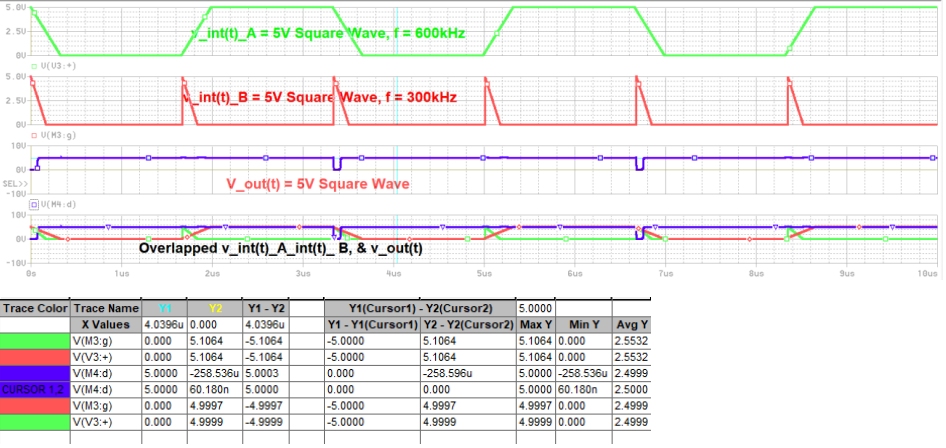 5.0V
2.5V
v_int(t)_A = 5V Square Wave, f = 600kHz
0V
V(V3:+)
5.0V
2.5V
v_int(t)_B = 5V Square Wave, f = 300kHz
0V
V(M3:g)
10V
0V
SEL>>
-10V
V_out(t) = 5V Square Wave
V(M4:d)
10V
0V
Overlapped v_int(t)_A_int(t)_ B, & v_out(t)
-10V
0s 1us 2us 3us 4us 5us 6us 7us 8us 9us 10us
Trace Color Trace Name Y1 Y2 Y1 - Y2 Y1(Cursor1) - Y2(Cursor2) 5.0000
X Values 4.0396u 0.000 4.0396u Y1 - Y1(Cursor1) Y2 - Y2(Cursor2) Max Y Min Y Avg Y
V(M3:g) 0.000 5.1064 -5.1064 -5.0000 5.1064 5.1064 0.000 2.5532
V(V3:+) 0.000 5.1064 -5.1064 -5.0000 5.1064 5.1064 0.000 2.5532
V(M4:d) 5.0000 -258.536u 5.0003 0.000 -258.596u 5.0000 -258.536u 2.4999
CURSOR 1,2 V(M4:d) 5.0000 60.180n 5.0000 0.000 0.000 5.0000 60.180n 2.5000
V(M3:g) 0.000 4.9997 -4.9997 -5.0000 4.9997 4.9997 0.000 2.4999
V(V3:+) 0.000 4.9999 -4.9999 -5.0000 4.9999 4.9999 0.000 2.4999